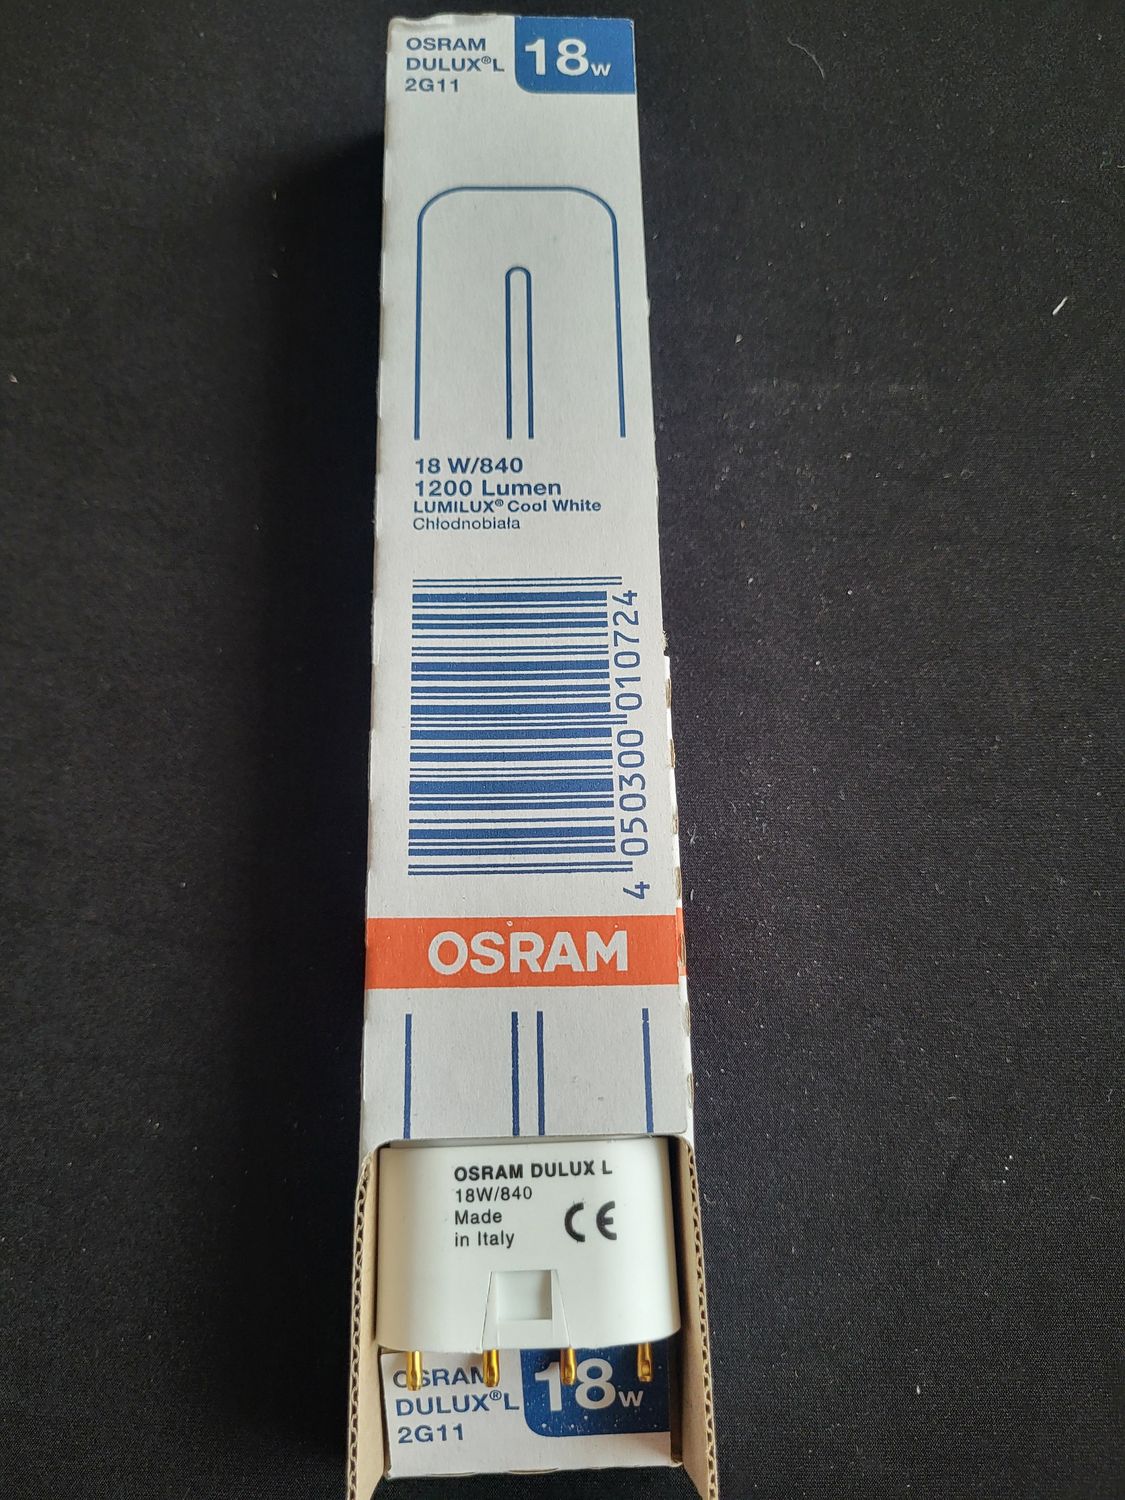 OSRAM
DULUX®L
2G11
18W
18 W/840
1200 Lumen
LUMILUX® Cool White
Chłodnobiała
4 050300 010724
OSRAM
OSRAM DULUX L
18W/840
Made
in Italy
CE
OSRAM
DULUX®L
2G11
18W